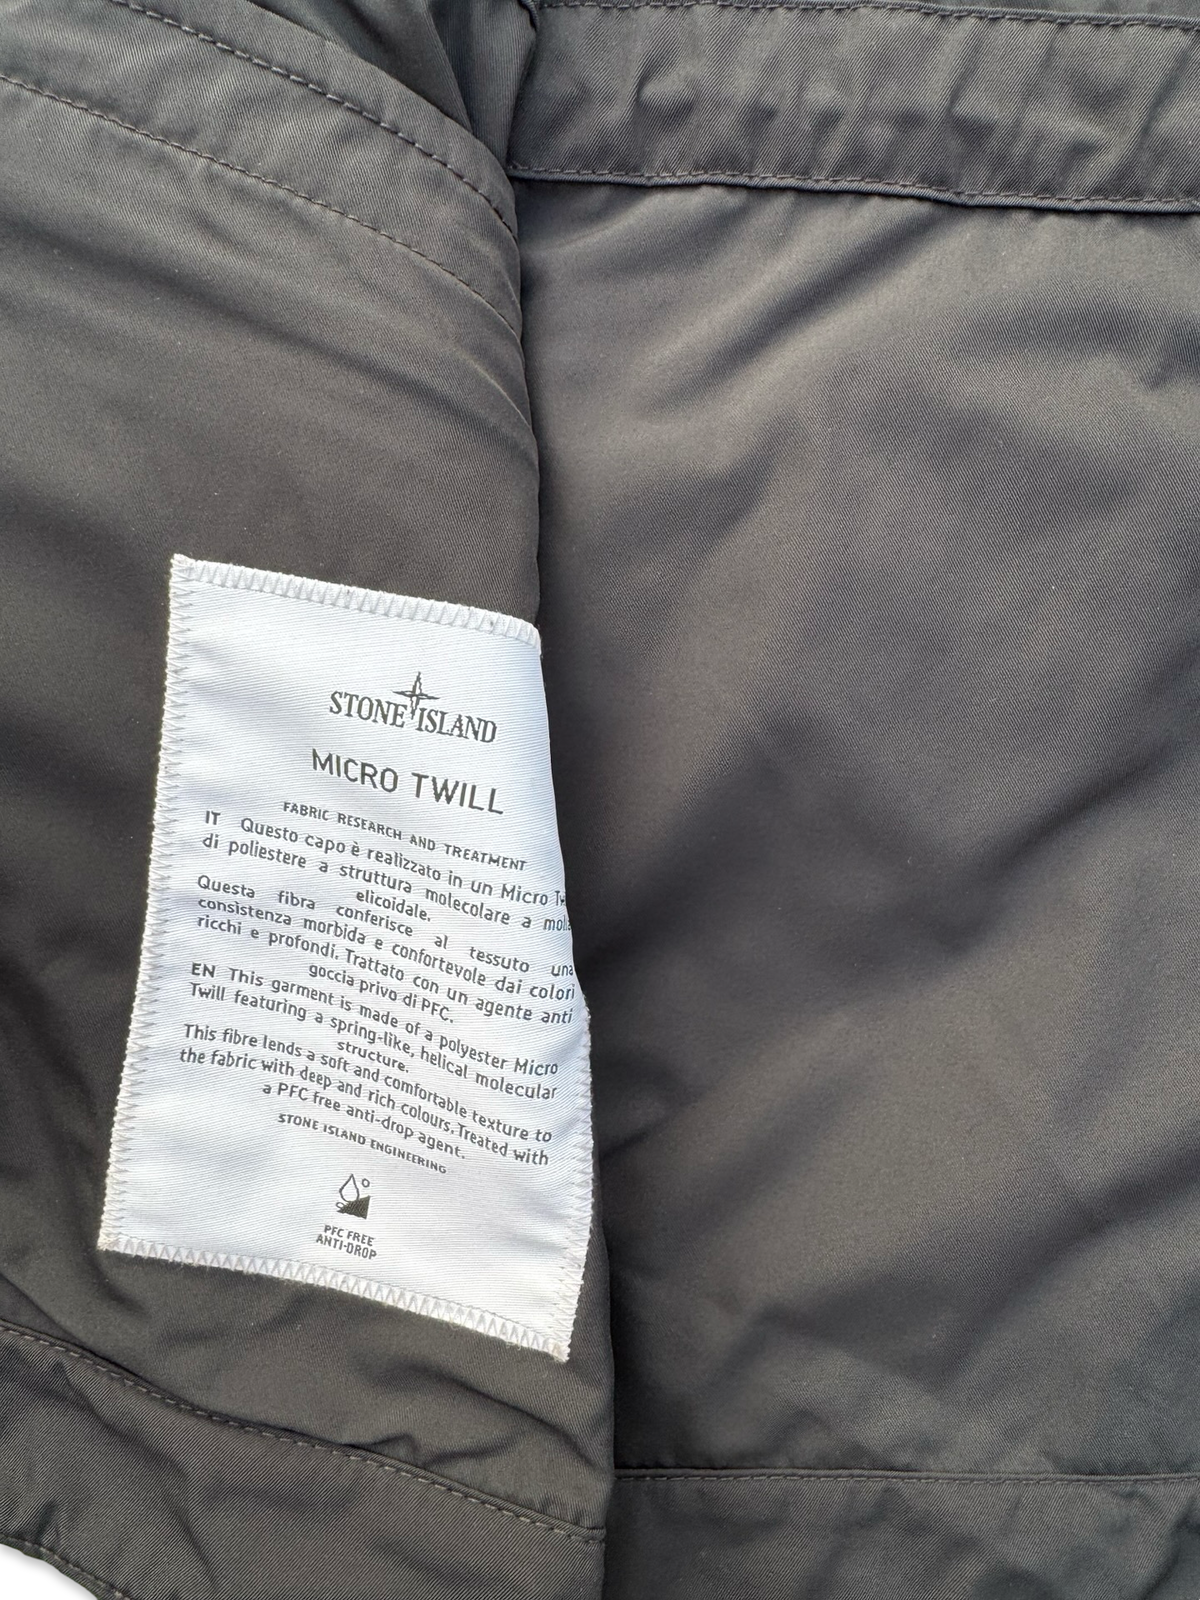 STONE ISLAND
MICRO TWILL
FABRIC RESEARCH AND TREATMENT
IT Questo capo è realizzato in un Micro
di poliestere a struttura molecolare a
elicoidale.
Questa fibra conferisce al tessuto una
consistenza morbida e confortevole dai colori
ricchi e profondi. Trattato con un agente anti
goccia privo di PFC.
EN This garment is made of a polyester Micro
Twill featuring a spring-like, helical molecular
structure.
This fibre lends a soft and comfortable texture to
the fabric with deep and rich colours. Treated with
a PFC free anti-drop agent.
STONE ISLAND ENGINEERING
PFC FREE
ANTI-DROP